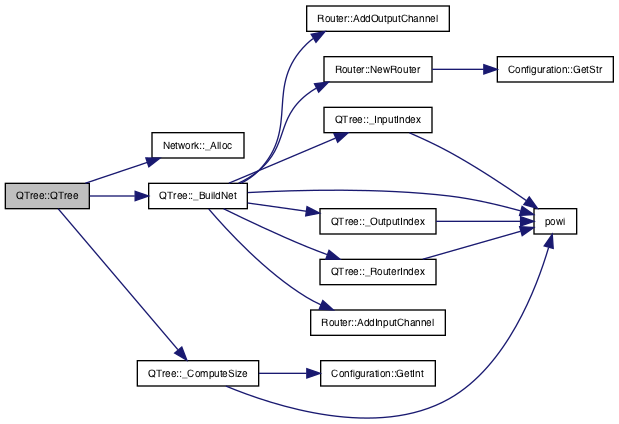 Router::AddOutputChannel
Router::NewRouter
Configuration::GetStr
QTree::_InputIndex
Network::_Alloc
QTree::QTree
QTree::_BuildNet
QTree::_OutputIndex
powi
QTree::_RouterIndex
Router::AddInputChannel
QTree::_ComputeSize
Configuration::GetInt